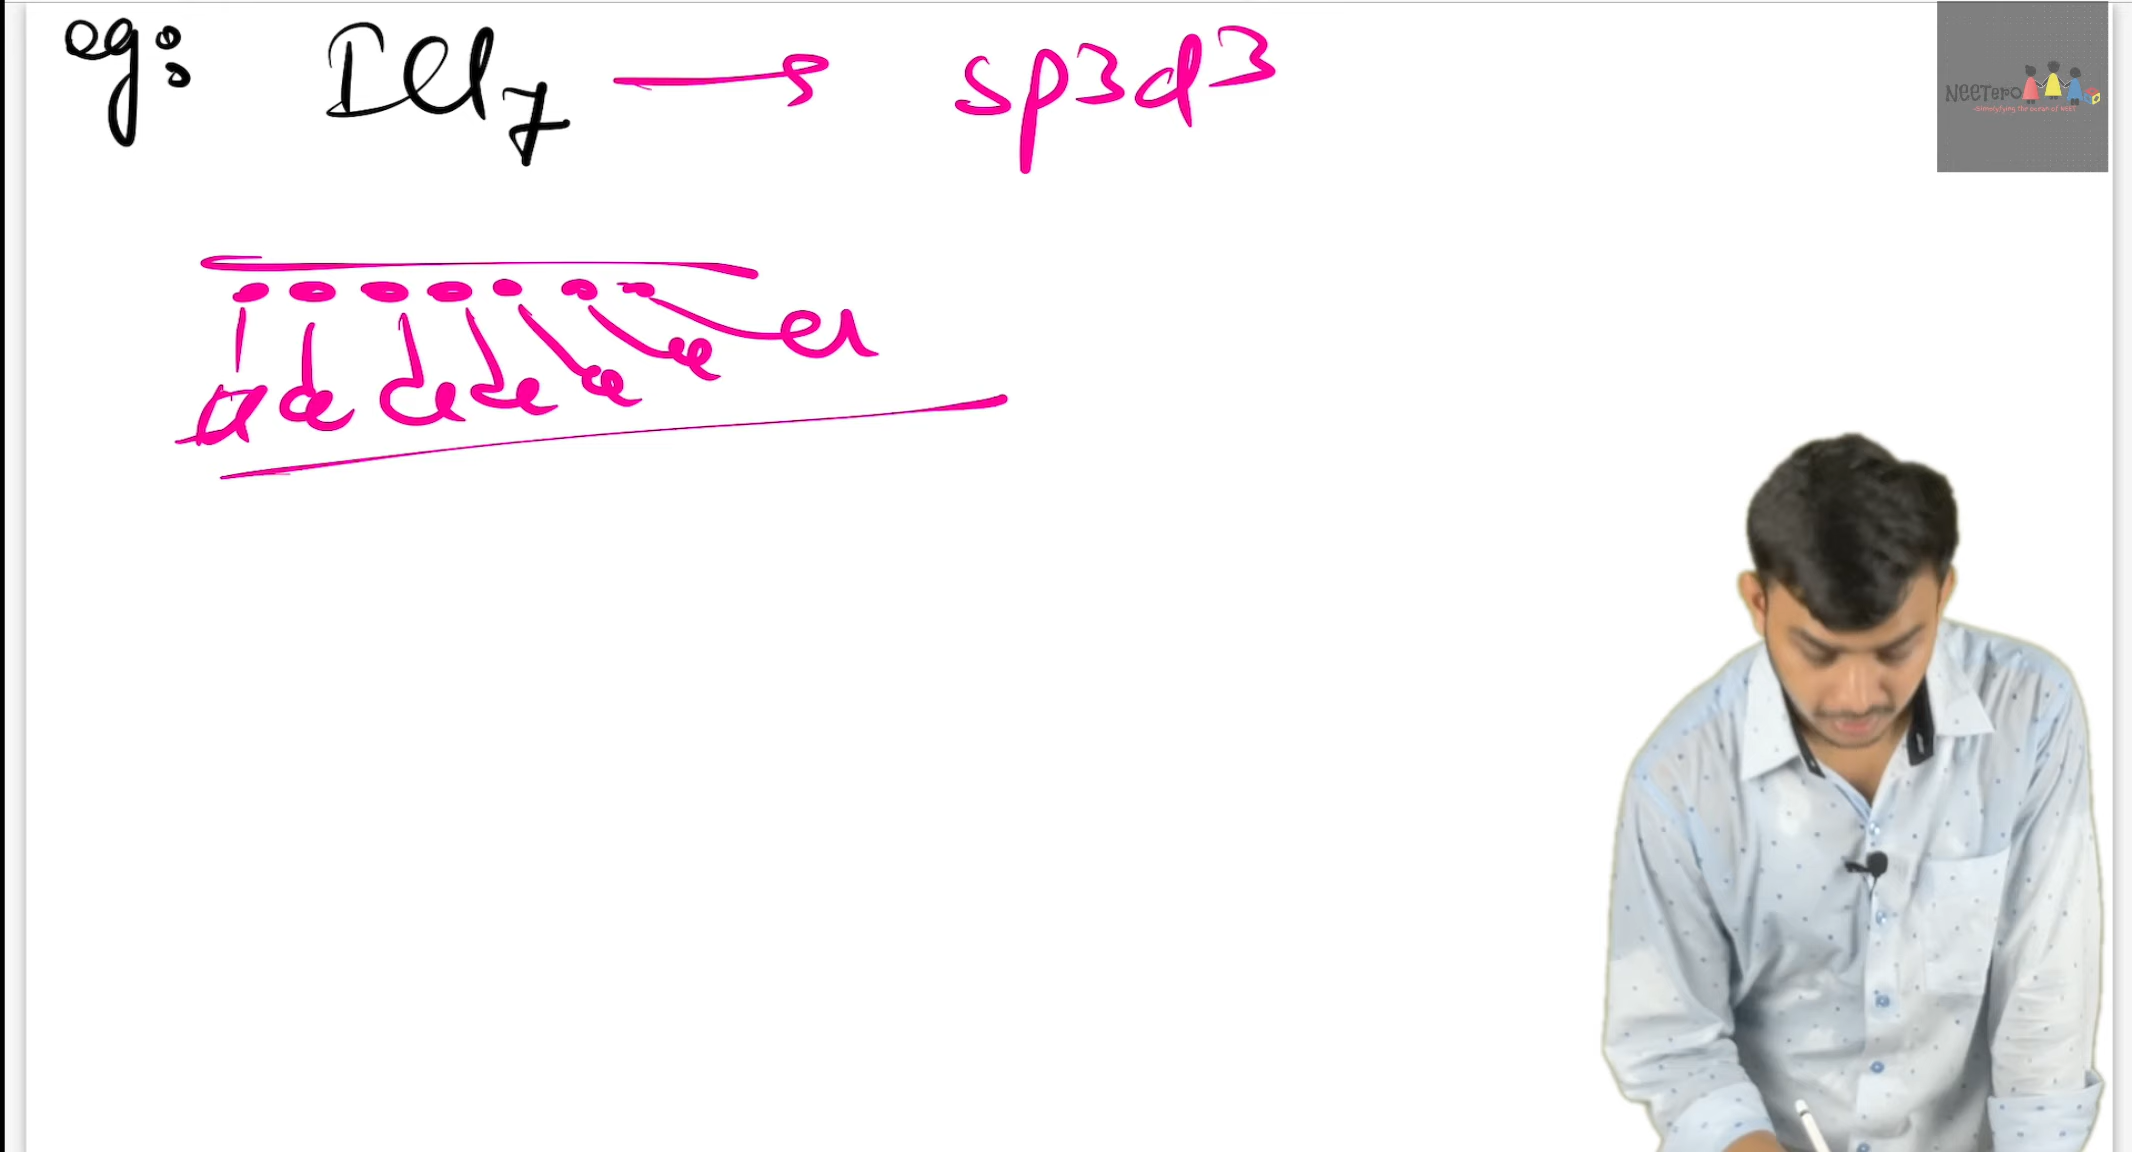 eg: ICl7 → sp3d3
NEETero
Cl Cl Cl Cl Cl Cl Cl